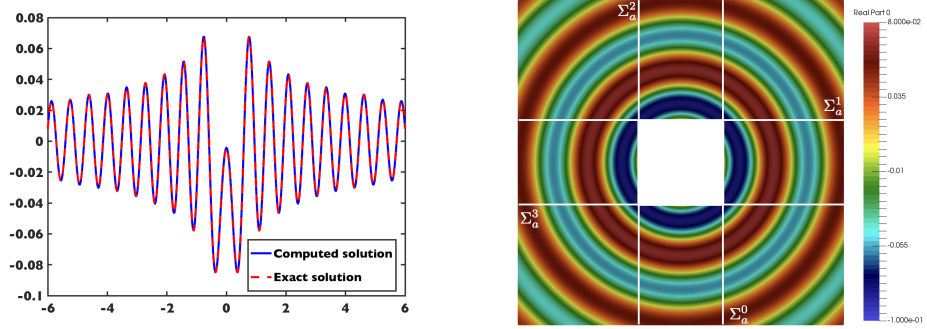 0.08
0.06
0.04
0.02
0
-0.02
-0.04
-0.06
-0.08
-0.1
-6
-4
-2
0
2
4
6
Computed solution
Exact solution
Σ_a^2
Σ_a^1
Σ_a^3
Σ_a^0
Real Part 0
8.000e-02
0.035
-0.01
-0.055
-1.000e-01